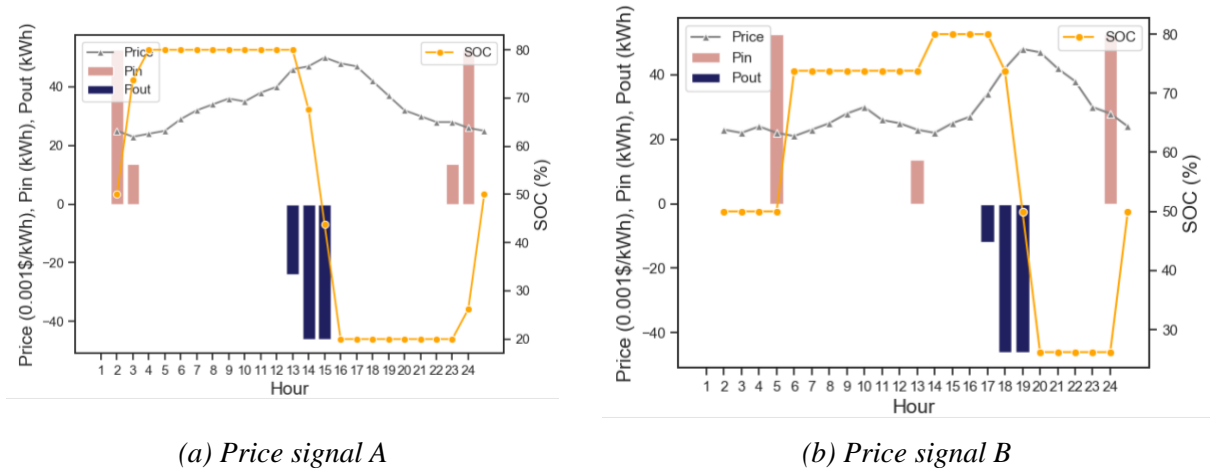 Price
Pin
Pout
SOC
40
20
0
−20
−40
80
70
60
50
40
30
20
Price (0.001$/kWh), Pin (kWh), Pout (kWh)
SOC (%)
1 2 3 4 5 6 7 8 9 10 11 12 13 14 15 16 17 18 19 20 21 22 23 24
Hour
(a) Price signal A
Price
Pin
Pout
SOC
40
20
0
−20
−40
80
70
60
50
40
30
Price (0.001$/kWh), Pin (kWh), Pout (kWh)
SOC (%)
1 2 3 4 5 6 7 8 9 10 11 12 13 14 15 16 17 18 19 20 21 22 23 24
Hour
(b) Price signal B